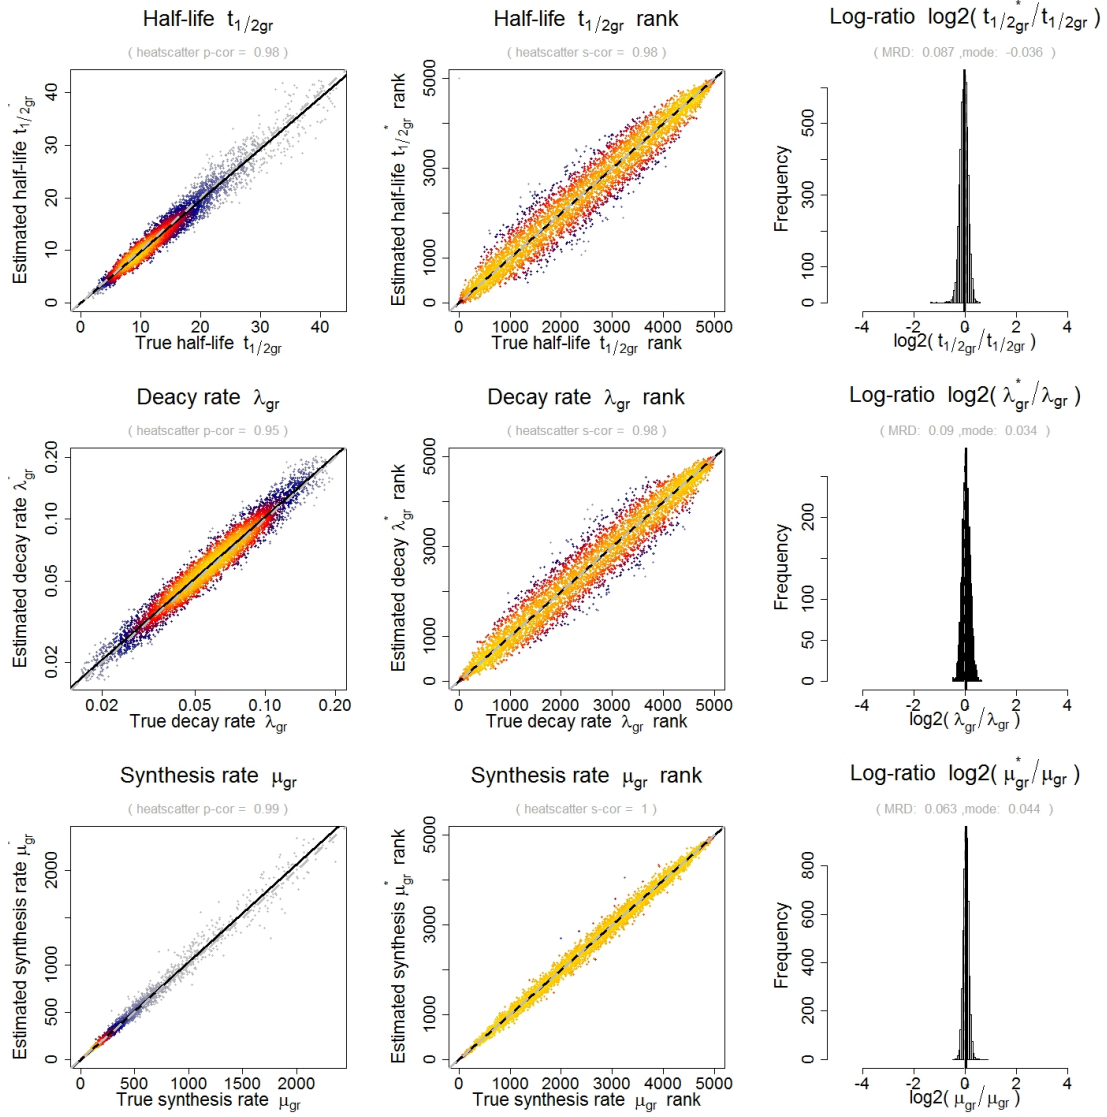 Half-life t1/2gr
( heatscatter p-cor = 0.98 )
Estimated half-life t1/2gr*
0 10 20 30 40
0 10 20 30 40
True half-life t1/2gr
Half-life t1/2gr rank
( heatscatter s-cor = 0.98 )
Estimated half-life t1/2gr* rank
0 1000 3000 5000
0 1000 2000 3000 4000 5000
True half-life t1/2gr rank
Log-ratio log2( t1/2gr*/t1/2gr )
( MRD: 0.087 ,mode: -0.036 )
Frequency
0 100 300 500
-4 -2 0 2 4
log2( t1/2gr/t1/2gr )
Deacy rate λgr
( heatscatter p-cor = 0.95 )
Estimated decay rate λgr*
0.02 0.05 0.10 0.20
0.02 0.05 0.10 0.20
True decay rate λgr
Decay rate λgr rank
( heatscatter s-cor = 0.98 )
Estimated decay λgr* rank
0 1000 3000 5000
0 1000 2000 3000 4000 5000
True decay rate λgr rank
Log-ratio log2( λgr*/λgr )
( MRD: 0.09 ,mode: 0.034 )
Frequency
0 50 100 200
-4 -2 0 2 4
log2( λgr/λgr )
Synthesis rate μgr
( heatscatter p-cor = 0.99 )
Estimated synthesis rate μgr*
0 500 1000 2000
0 500 1000 1500 2000
True synthesis rate μgr
Synthesis rate μgr rank
( heatscatter s-cor = 1 )
Estimated synthesis μgr* rank
0 1000 3000 5000
0 1000 2000 3000 4000 5000
True synthesis rate μgr rank
Log-ratio log2( μgr*/μgr )
( MRD: 0.063 ,mode: 0.044 )
Frequency
0 200 400 600 800
-4 -2 0 2 4
log2( μgr/μgr )